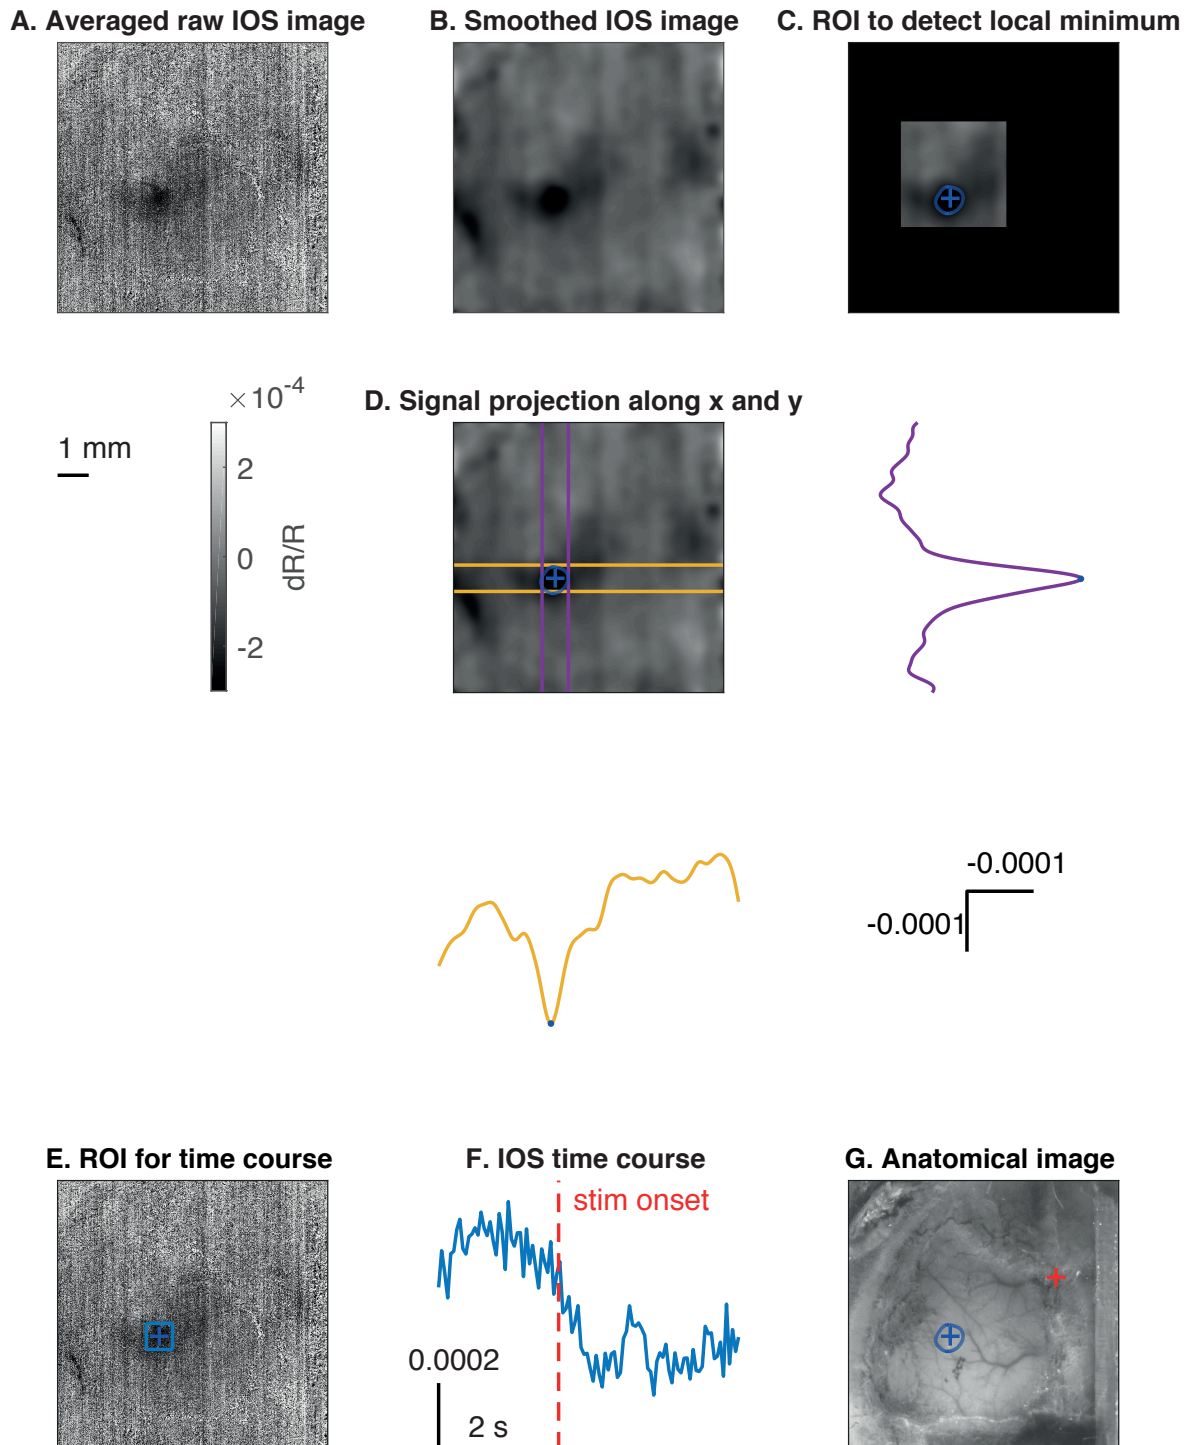 A. Averaged raw IOS image
B. Smoothed IOS image
C. ROI to detect local minimum
×10-4
D. Signal projection along x and y
1 mm
2
0
-2
dR/R
-0.0001
-0.0001
E. ROI for time course
F. IOS time course
G. Anatomical image
stim onset
0.0002
2 s